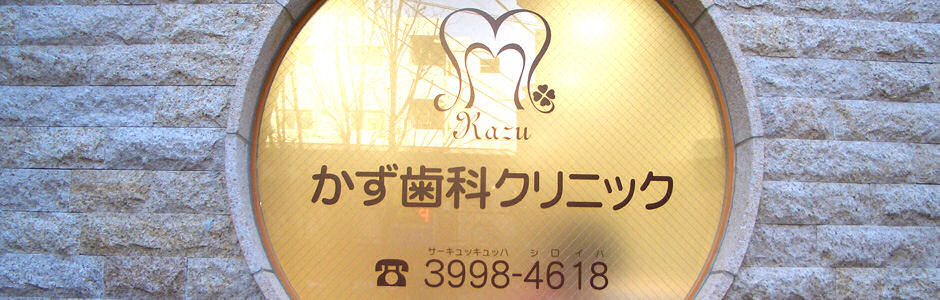 Kazu
かず歯科クリニック
サーキュッキュッハ シロイハ
☎ 3998-4618